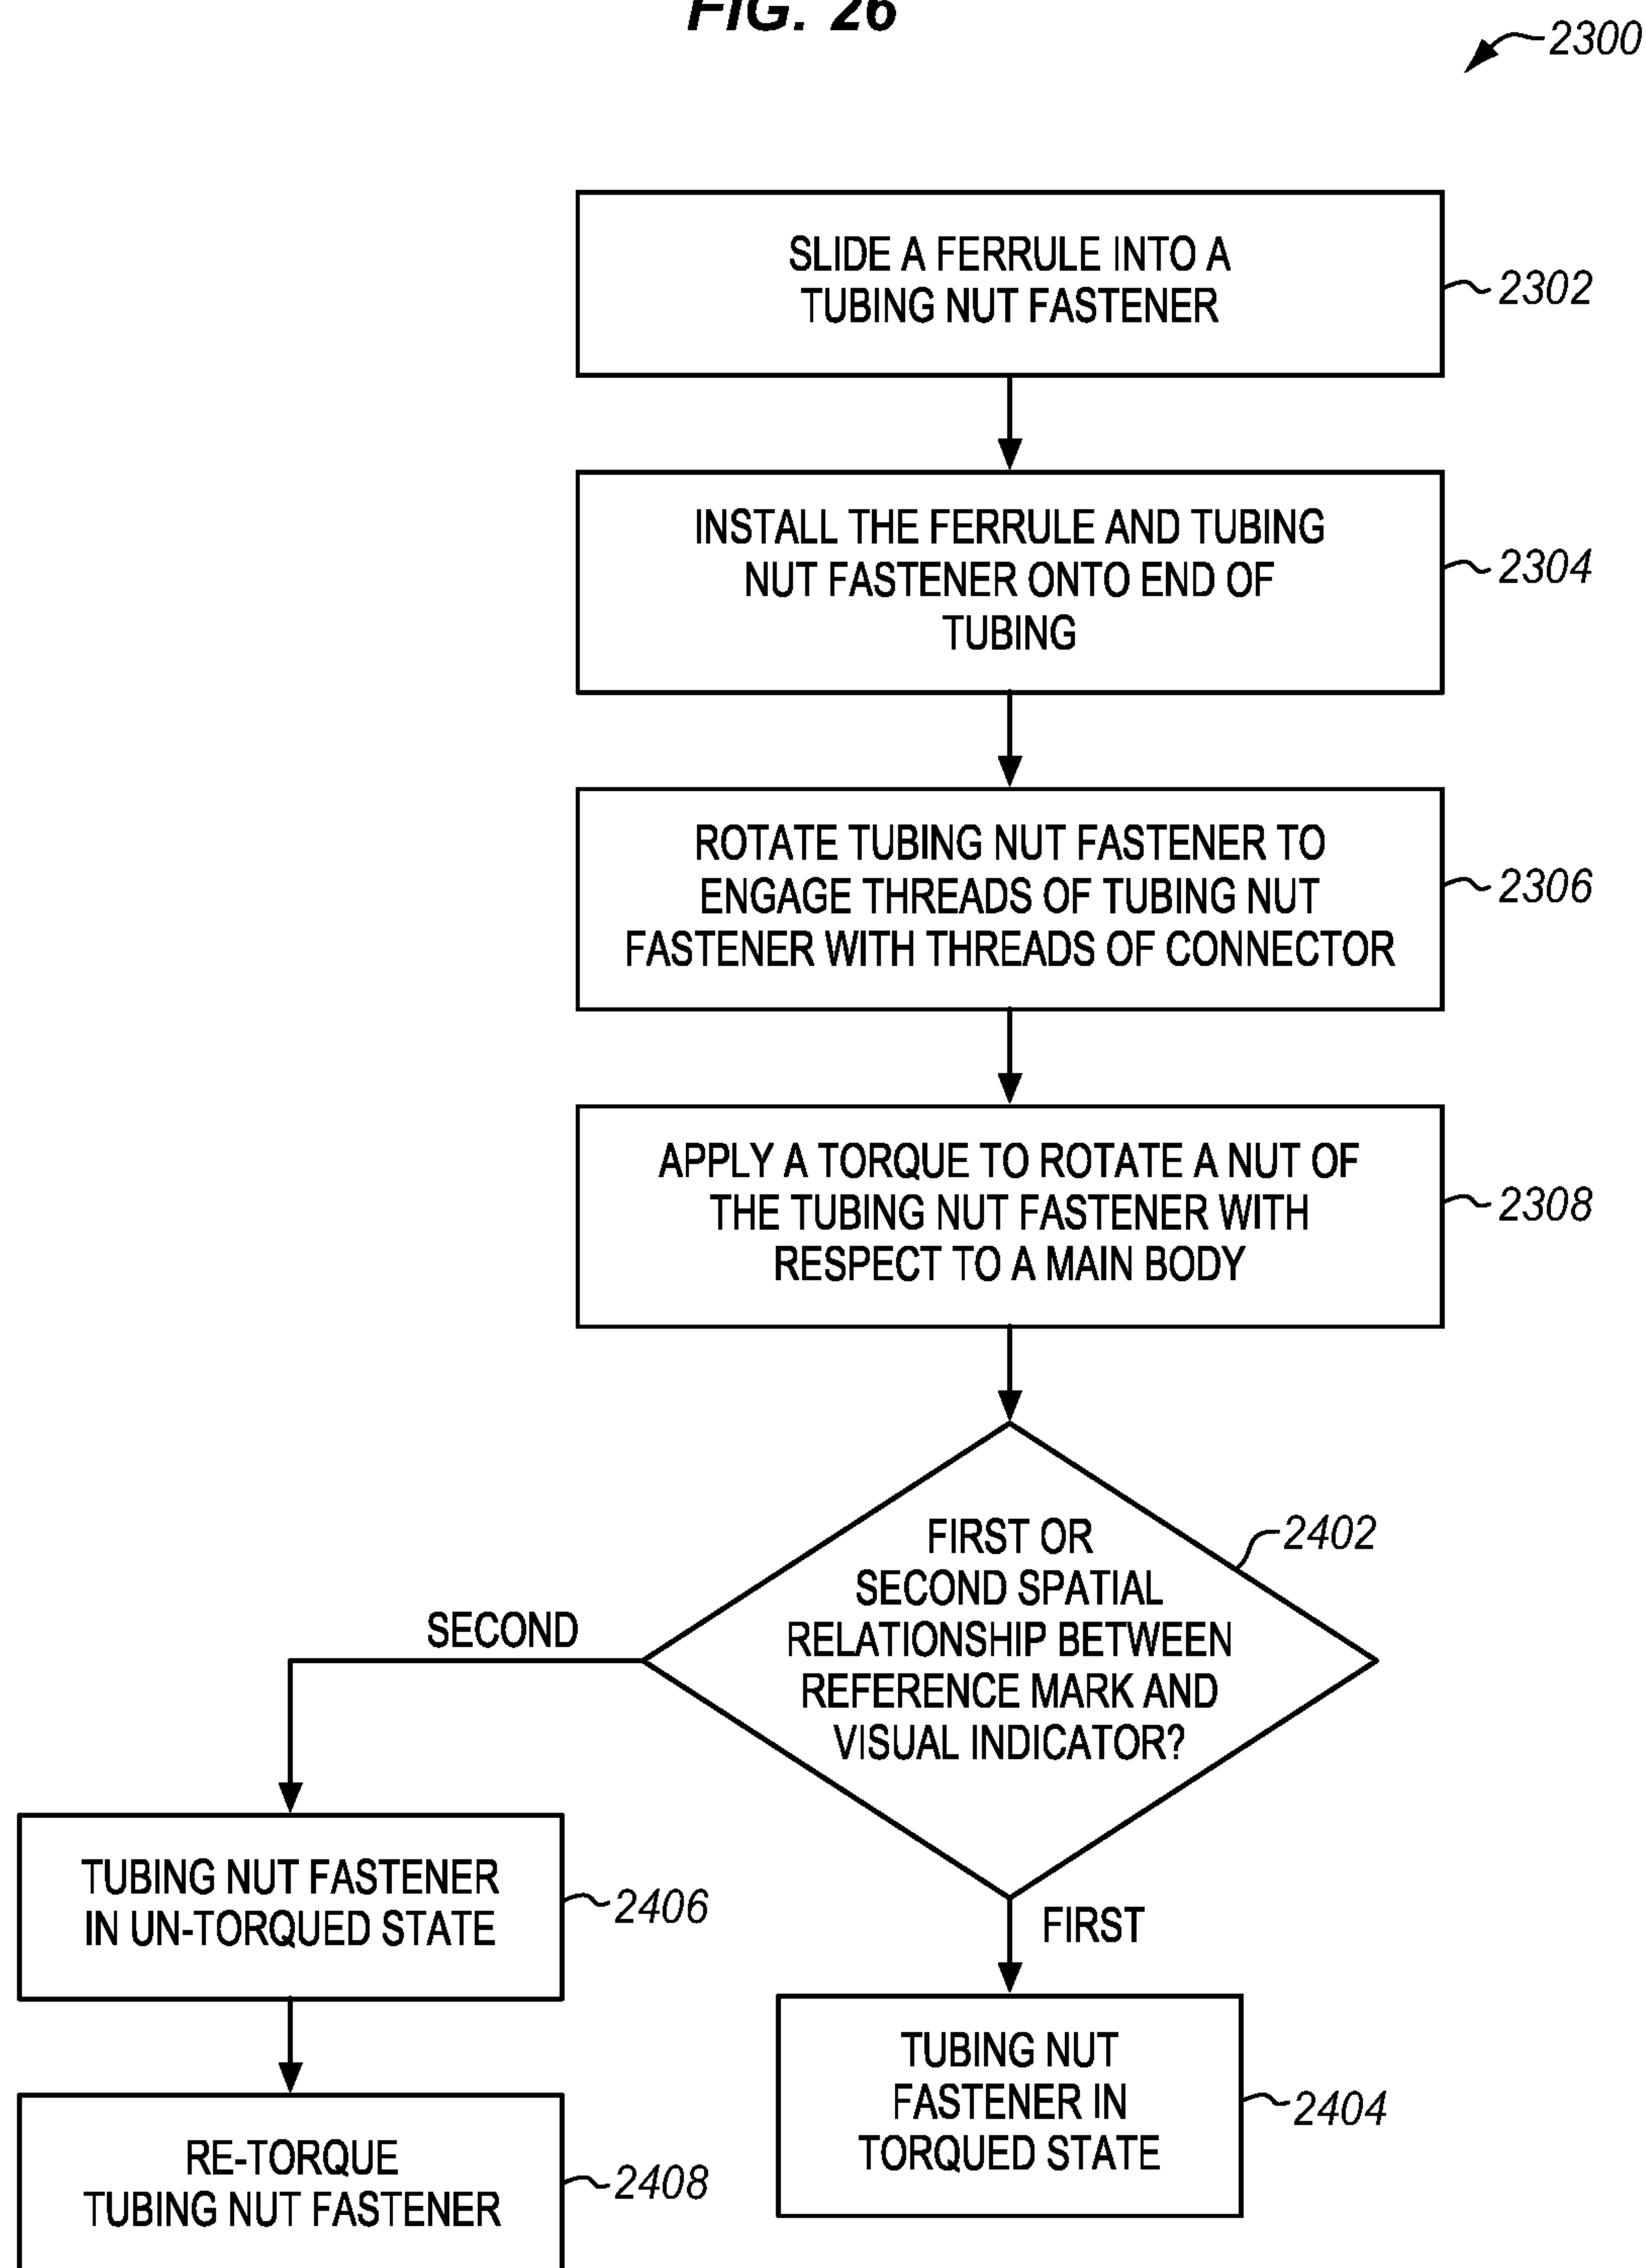 FIG. 26
2300
SLIDE A FERRULE INTO A
TUBING NUT FASTENER
2302
INSTALL THE FERRULE AND TUBING
NUT FASTENER ONTO END OF
TUBING
2304
ROTATE TUBING NUT FASTENER TO
ENGAGE THREADS OF TUBING NUT
FASTENER WITH THREADS OF CONNECTOR
2306
APPLY A TORQUE TO ROTATE A NUT OF
THE TUBING NUT FASTENER WITH
RESPECT TO A MAIN BODY
2308
FIRST OR
SECOND SPATIAL
RELATIONSHIP BETWEEN
REFERENCE MARK AND
VISUAL INDICATOR?
2402
SECOND
TUBING NUT FASTENER
IN UN-TORQUED STATE
2406
FIRST
TUBING NUT
FASTENER IN
TORQUED STATE
2404
RE-TORQUE
TUBING NUT FASTENER
2408